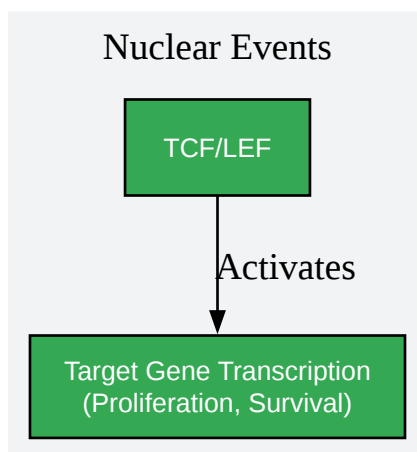 Nuclear Events
TCF/LEF
Activates
Target Gene Transcription
(Proliferation, Survival)